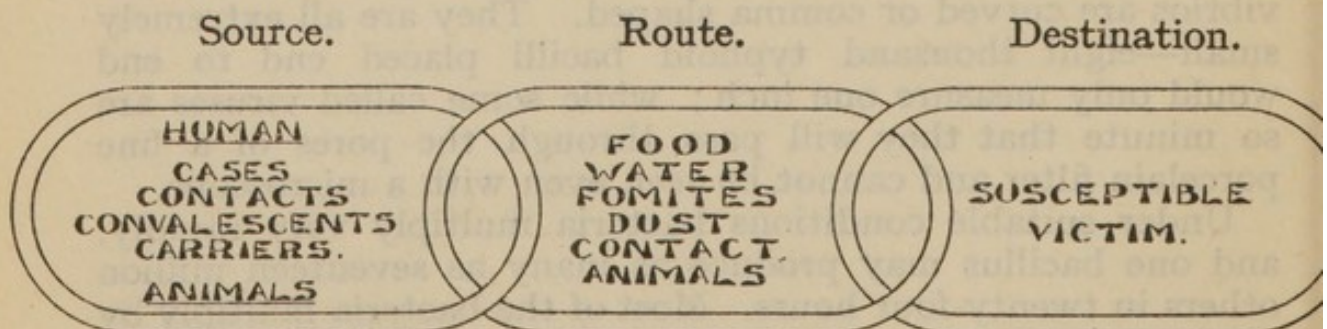 Source. Route. Destination.
HUMAN
CASES
CONTACTS
CONVALESCENTS
CARRIERS.
ANIMALS
FOOD
WATER
FOMITES
DUST
CONTACT.
ANIMALS
SUSCEPTIBLE
VICTIM.